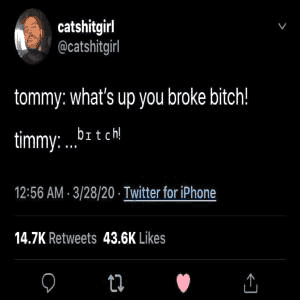 catshitgirl
@catshitgirl
tommy: what's up you broke bitch!
timmy: ...bɪtch!
12:56 AM · 3/28/20 · Twitter for iPhone
14.7K Retweets 43.6K Likes